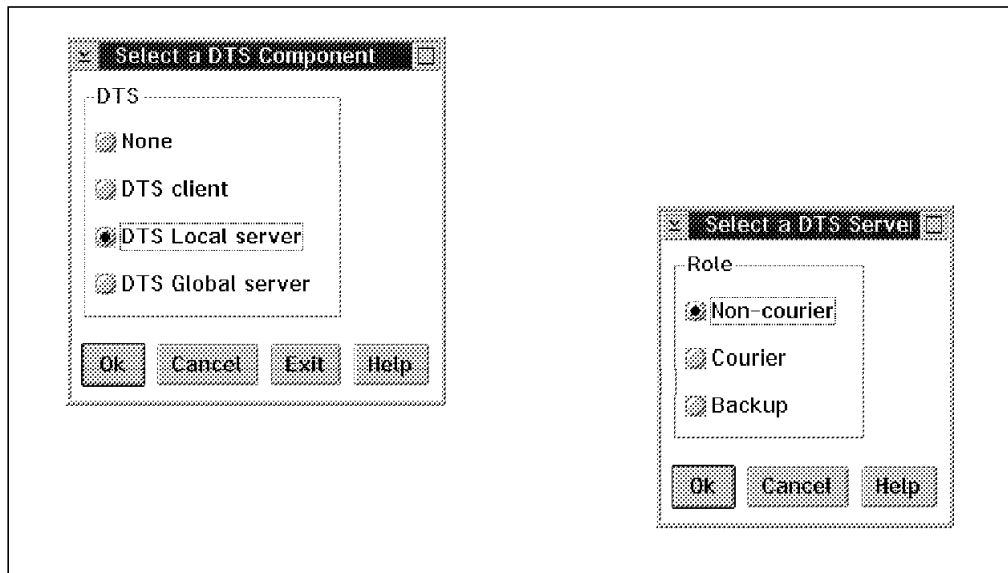 Select a DTS Component
DTS
None
DTS client
DTS Local server
DTS Global server
Ok Cancel Exit Help
Select a DTS Server
Role
Non-courier
Courier
Backup
Ok Cancel Help